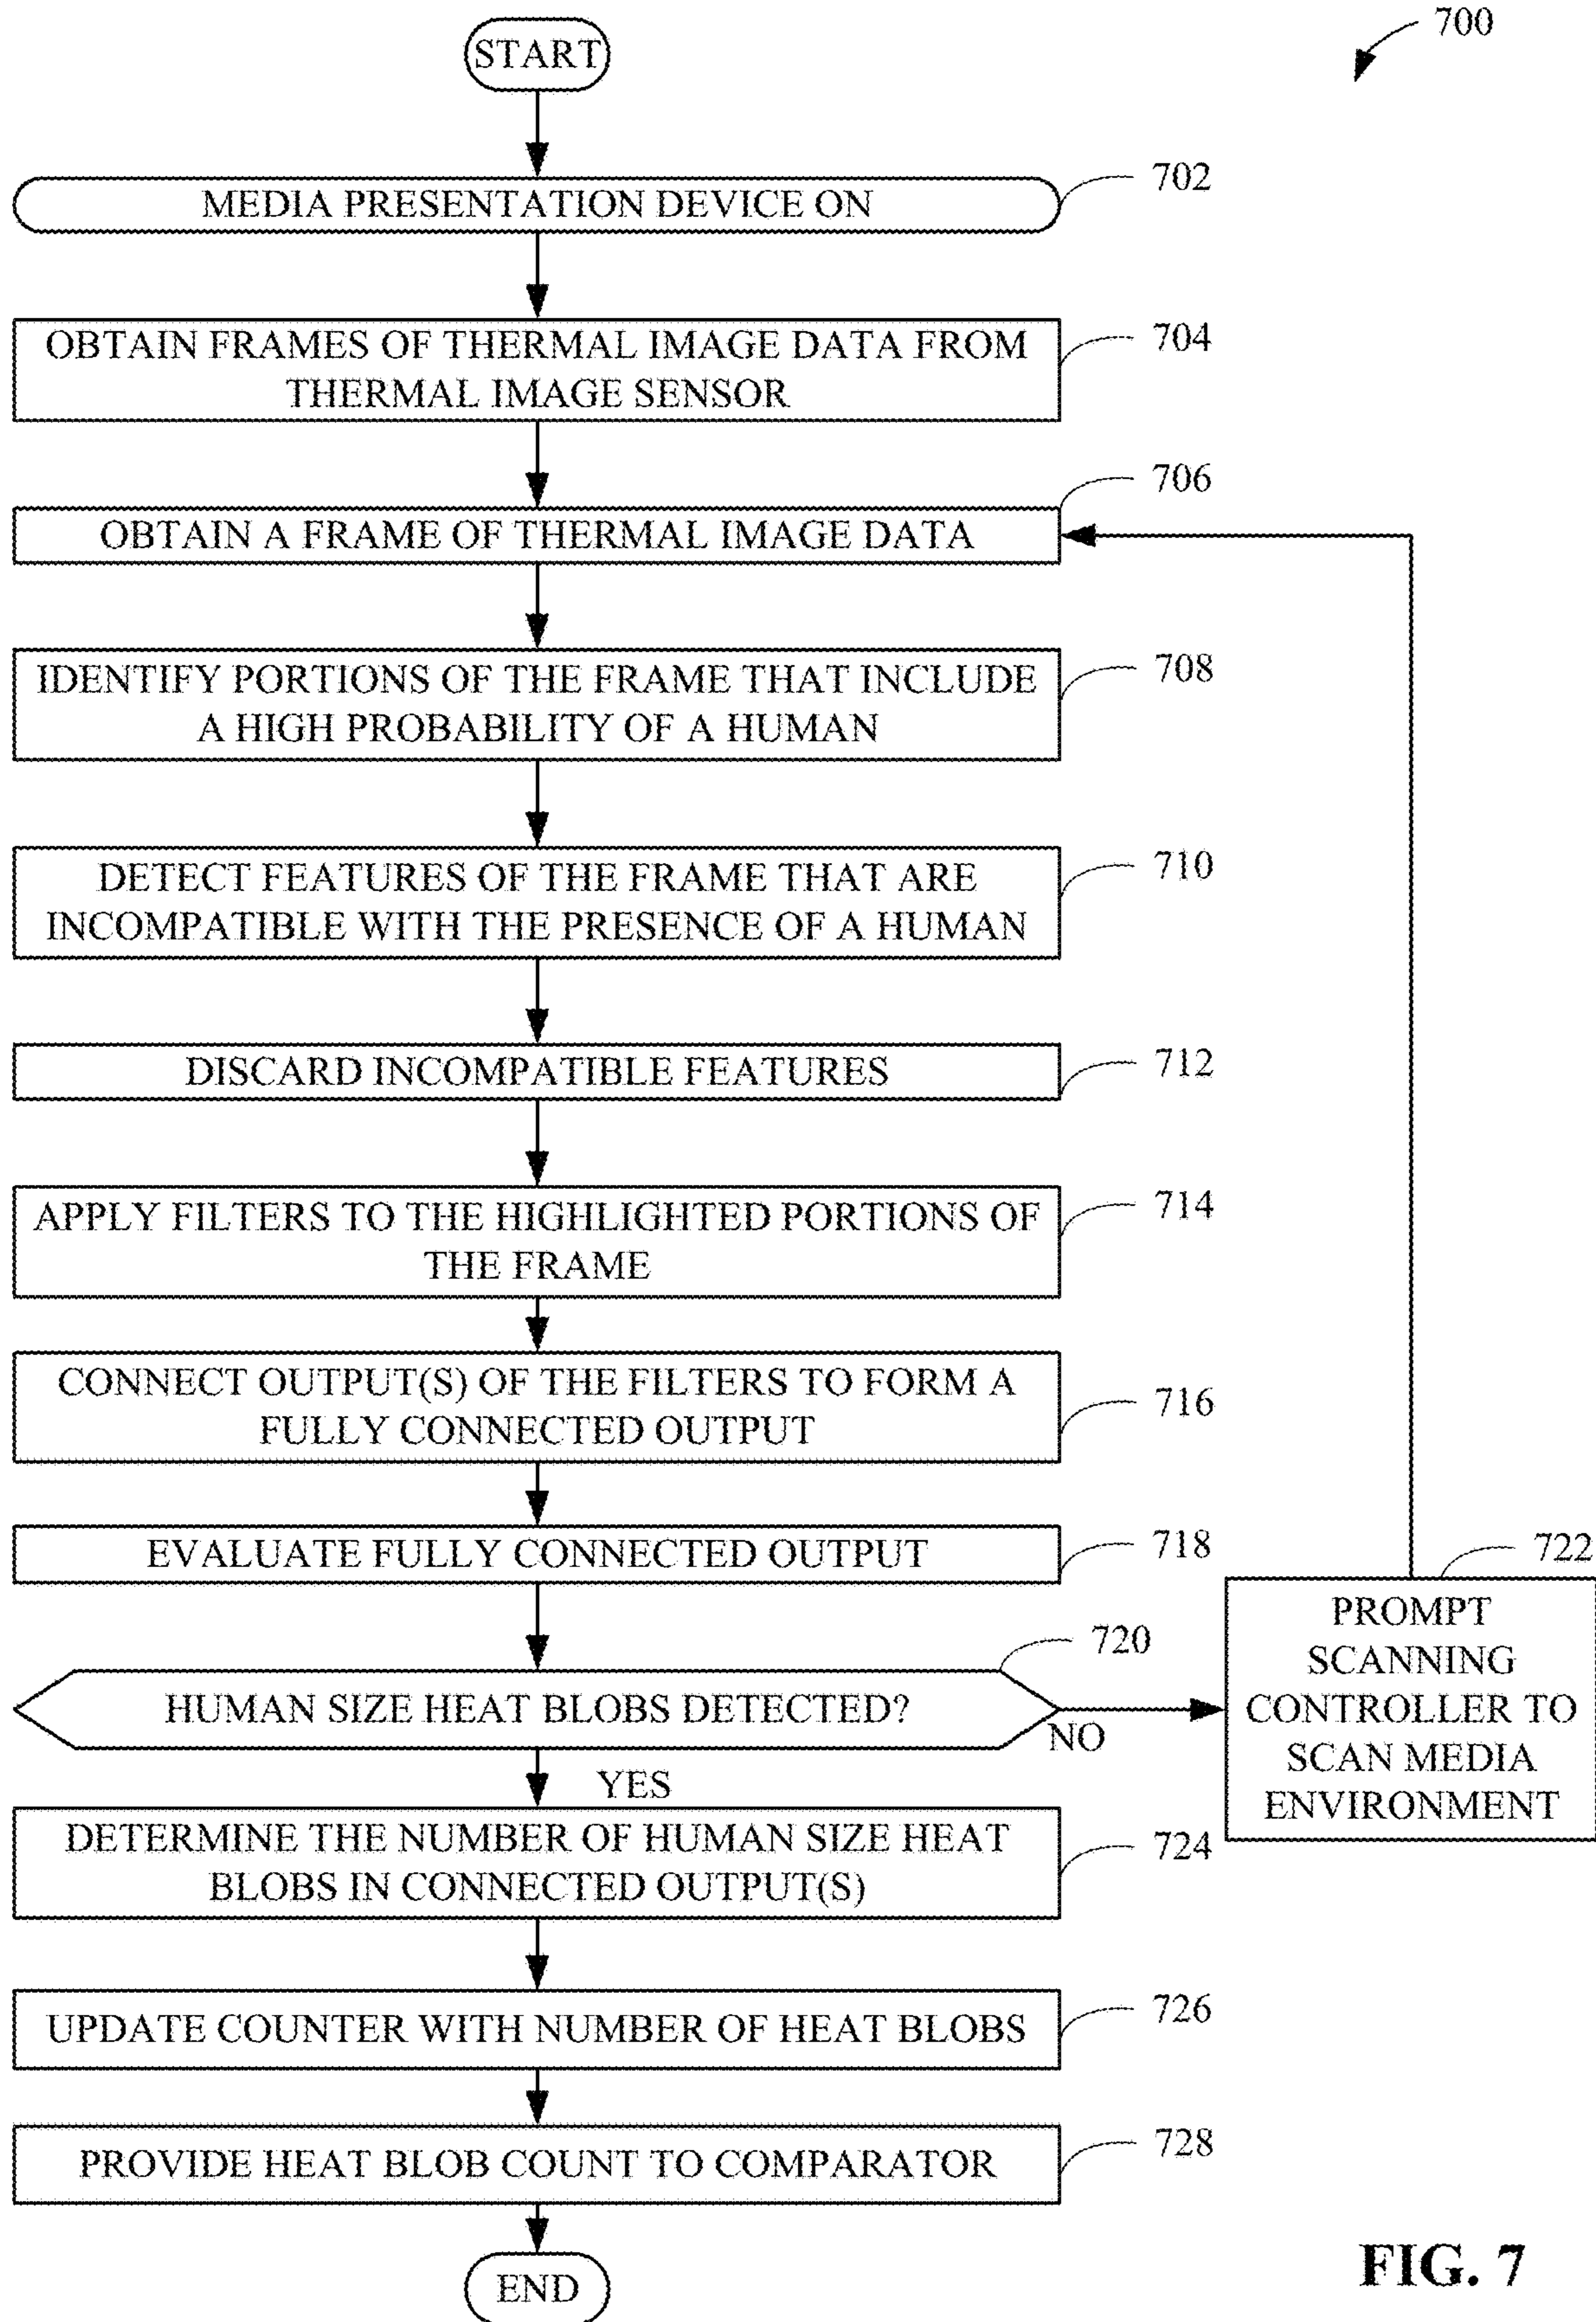 700
START
702
MEDIA PRESENTATION DEVICE ON
704
OBTAIN FRAMES OF THERMAL IMAGE DATA FROM
THERMAL IMAGE SENSOR
706
OBTAIN A FRAME OF THERMAL IMAGE DATA
708
IDENTIFY PORTIONS OF THE FRAME THAT INCLUDE
A HIGH PROBABILITY OF A HUMAN
710
DETECT FEATURES OF THE FRAME THAT ARE
INCOMPATIBLE WITH THE PRESENCE OF A HUMAN
712
DISCARD INCOMPATIBLE FEATURES
714
APPLY FILTERS TO THE HIGHLIGHTED PORTIONS OF
THE FRAME
716
CONNECT OUTPUT(S) OF THE FILTERS TO FORM A
FULLY CONNECTED OUTPUT
718
EVALUATE FULLY CONNECTED OUTPUT
720
HUMAN SIZE HEAT BLOBS DETECTED?
NO
722
PROMPT
SCANNING
CONTROLLER TO
SCAN MEDIA
ENVIRONMENT
YES
724
DETERMINE THE NUMBER OF HUMAN SIZE HEAT
BLOBS IN CONNECTED OUTPUT(S)
726
UPDATE COUNTER WITH NUMBER OF HEAT BLOBS
728
PROVIDE HEAT BLOB COUNT TO COMPARATOR
END
FIG. 7